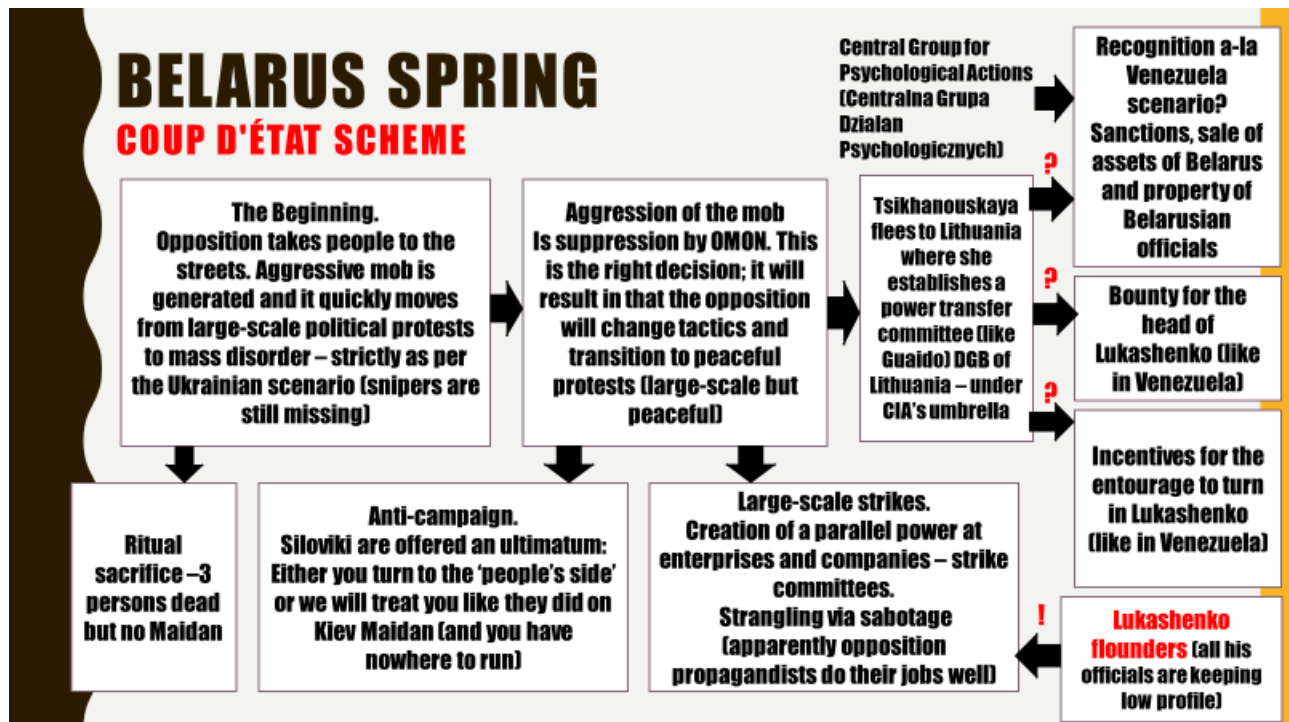 BELARUS SPRING
COUP D'ÉTAT SCHEME
The Beginning.
Opposition takes people to the
streets. Aggressive mob is
generated and it quickly moves
from large-scale political protests
to mass disorder – strictly as per
the Ukrainian scenario (snipers are
still missing)
Aggression of the mob
Is suppression by OMON. This
is the right decision; it will
result in that the opposition
will change tactics and
transition to peaceful
protests (large-scale but
peaceful)
Central Group for
Psychological Actions
(Centralna Grupa
Dzialan
Psychologicznych)
Tsikhanouskaya
flees to Lithuania
where she
establishes a
power transfer
committee (like
Guaido) DGB of
Lithuania – under
CIA's umbrella
?
?
?
Recognition a-la
Venezuela
scenario?
Sanctions, sale of
assets of Belarus
and property of
Belarusian
officials
Bounty for the
head of
Lukashenko (like
in Venezuela)
Incentives for the
entourage to turn
in Lukashenko
(like in Venezuela)
Ritual
sacrifice –3
persons dead
but no Maidan
Anti-campaign.
Siloviki are offered an ultimatum:
Either you turn to the 'people's side'
or we will treat you like they did on
Kiev Maidan (and you have
nowhere to run)
Large-scale strikes.
Creation of a parallel power at
enterprises and companies – strike
committees.
Strangling via sabotage
(apparently opposition
propagandists do their jobs well)
!
Lukashenko
flounders (all his
officials are keeping
low profile)